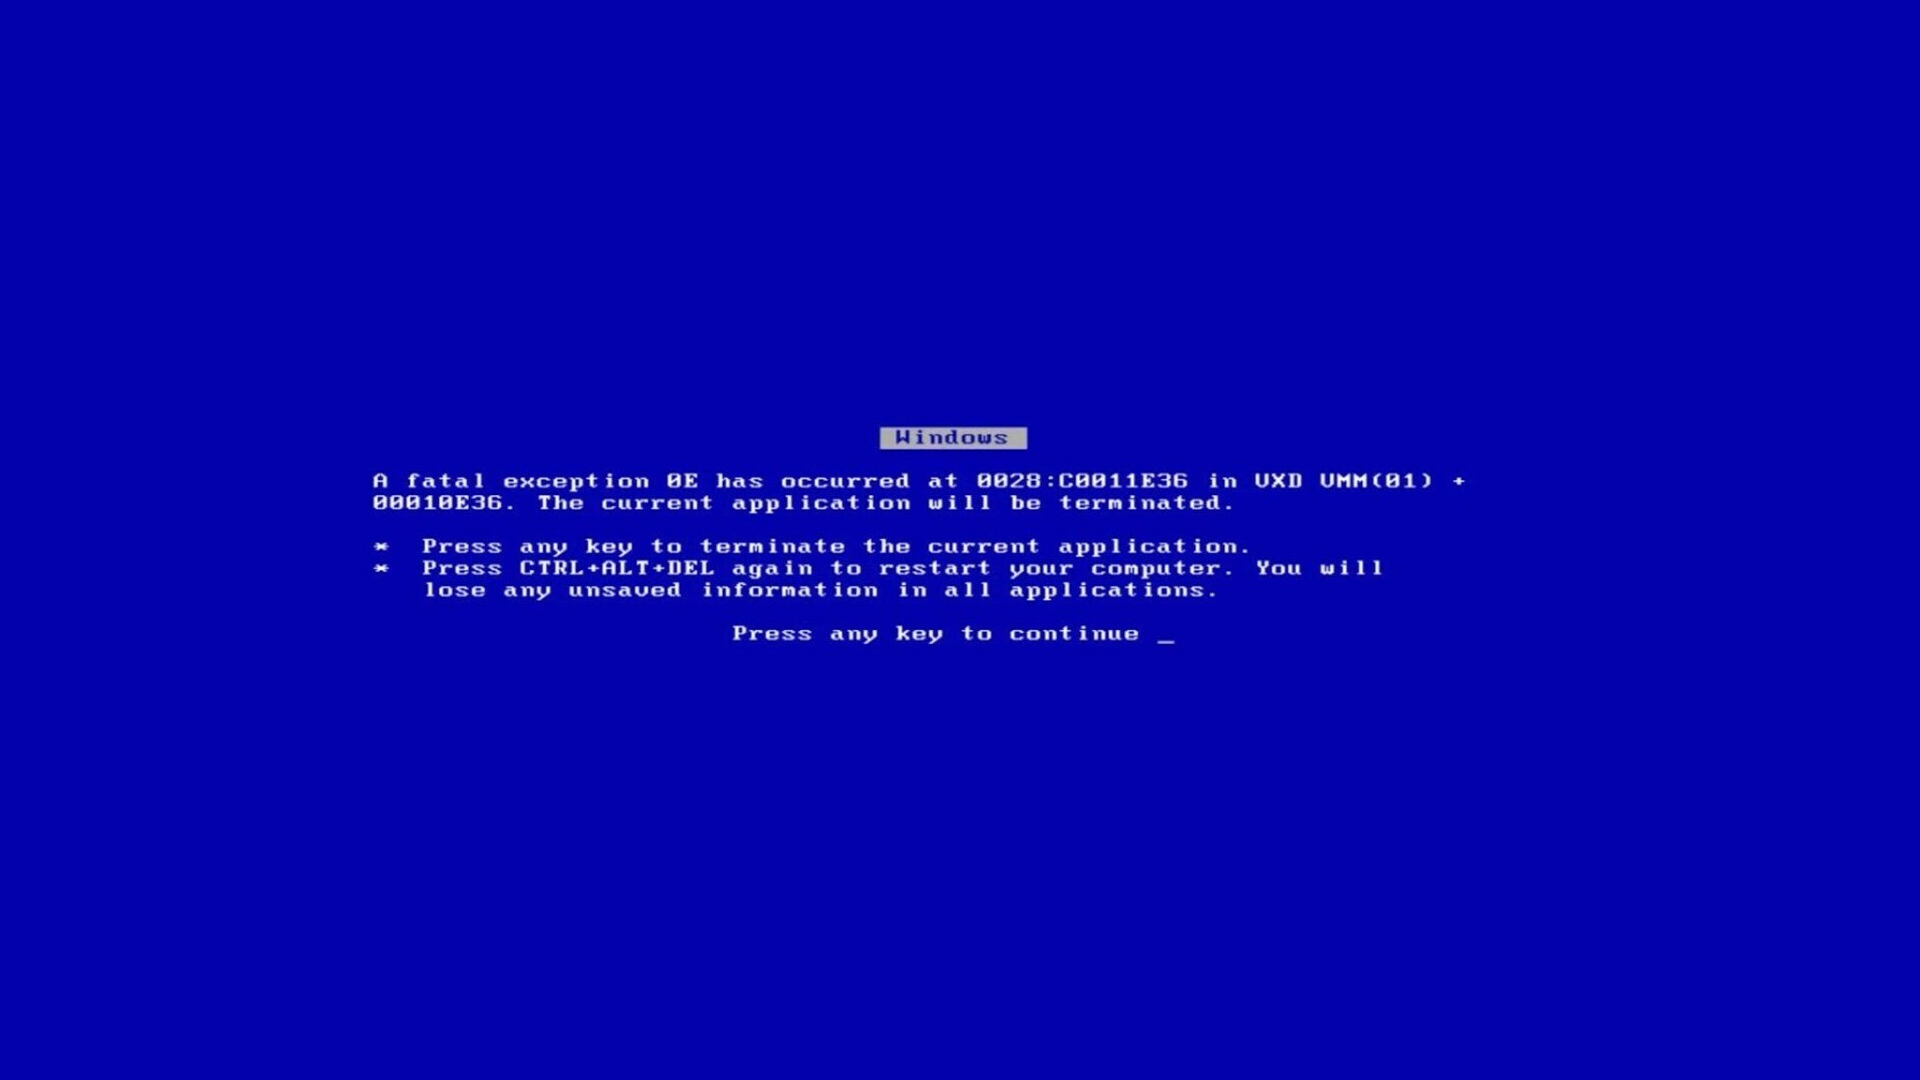 Windows
A fatal exception 0E has occurred at 0028:C0011E36 in VXD VMM(01) +
00010E36. The current application will be terminated.
* Press any key to terminate the current application.
* Press CTRL+ALT+DEL again to restart your computer. You will
lose any unsaved information in all applications.
Press any key to continue _